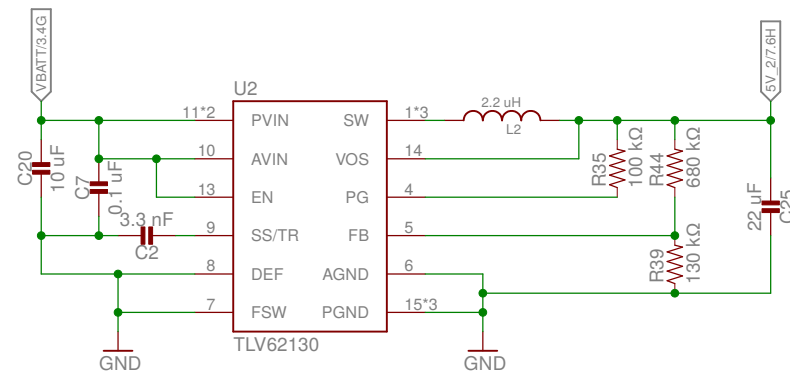 VBATT/3.4G
5V_2/7.6H
U2
11*2 PVIN SW 1*3
2.2 uH
L2
10 AVIN VOS 14
C20
10 uF
C7
0.1 uF
R35
100 kΩ
R44
680 kΩ
13 EN PG 4
3.3 nF
C2
9 SS/TR FB 5
22 uF
C25
R39
130 kΩ
8 DEF AGND 6
7 FSW PGND 15*3
TLV62130
GND
GND